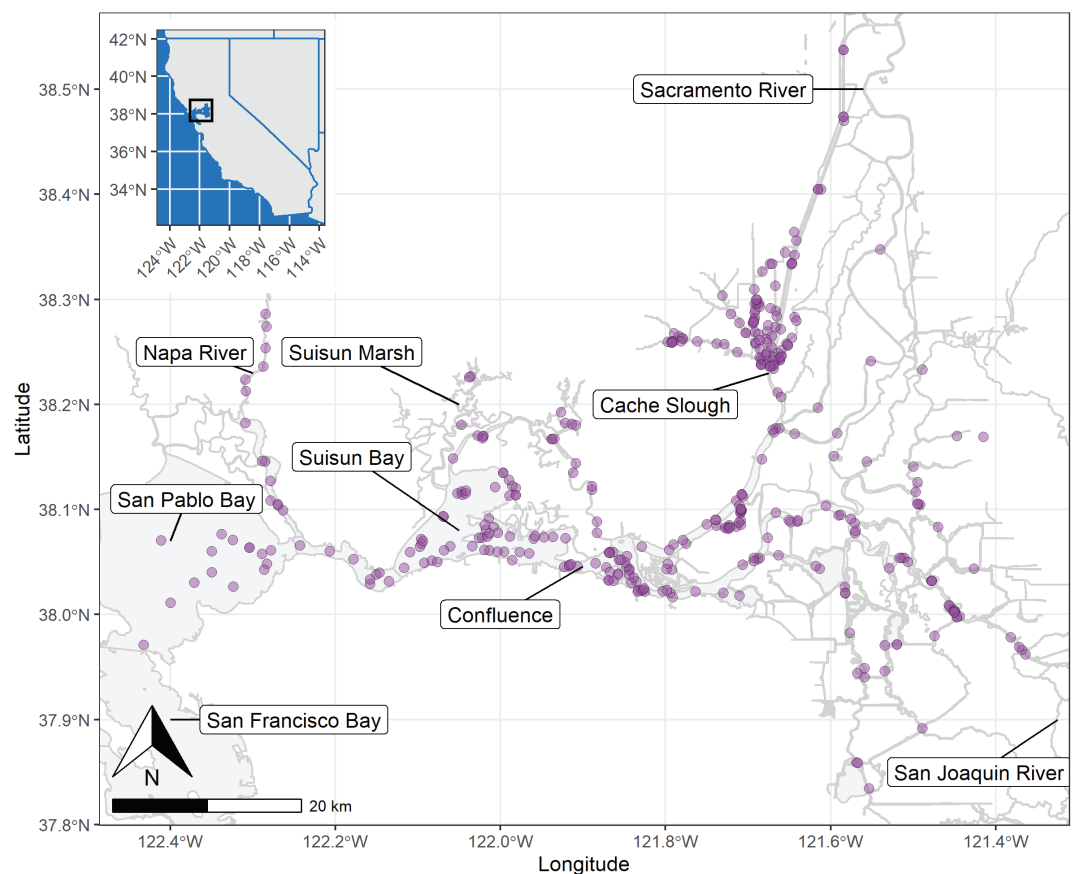 42°N
40°N
38°N
36°N
34°N
124°W
122°W
120°W
118°W
116°W
114°W
38.5°N
38.4°N
38.3°N
38.2°N
38.1°N
38.0°N
37.9°N
37.8°N
Latitude
Sacramento River
Napa River
Suisun Marsh
Cache Slough
Suisun Bay
San Pablo Bay
Confluence
San Francisco Bay
San Joaquin River
N
20 km
122.4°W
122.2°W
122.0°W
121.8°W
121.6°W
121.4°W
Longitude